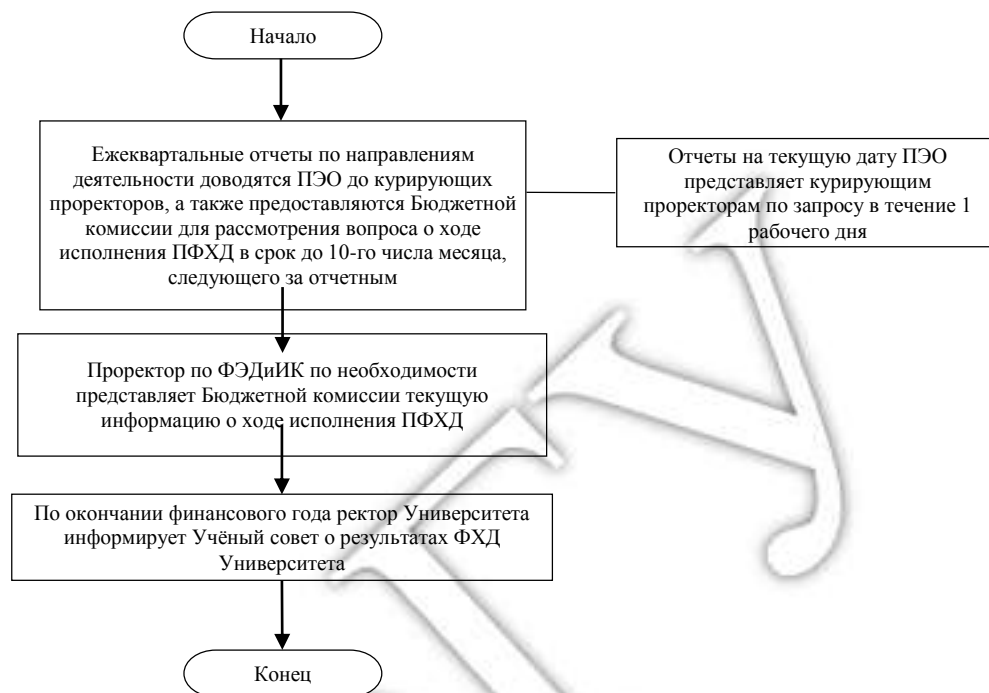 Начало
Ежеквартальные отчеты по направлениям
деятельности доводятся ПЭО до курирующих
проректоров, а также предоставляются Бюджетной
комиссии для рассмотрения вопроса о ходе
исполнения ПФХД в срок до 10-го числа месяца,
следующего за отчетным
Отчеты на текущую дату ПЭО
представляет курирующим
проректорам по запросу в течение 1
рабочего дня
Проректор по ФЭДиИК по необходимости
представляет Бюджетной комиссии текущую
информацию о ходе исполнения ПФХД
По окончании финансового года ректор Университета
информирует Учёный совет о результатах ФХД
Университета
Конец